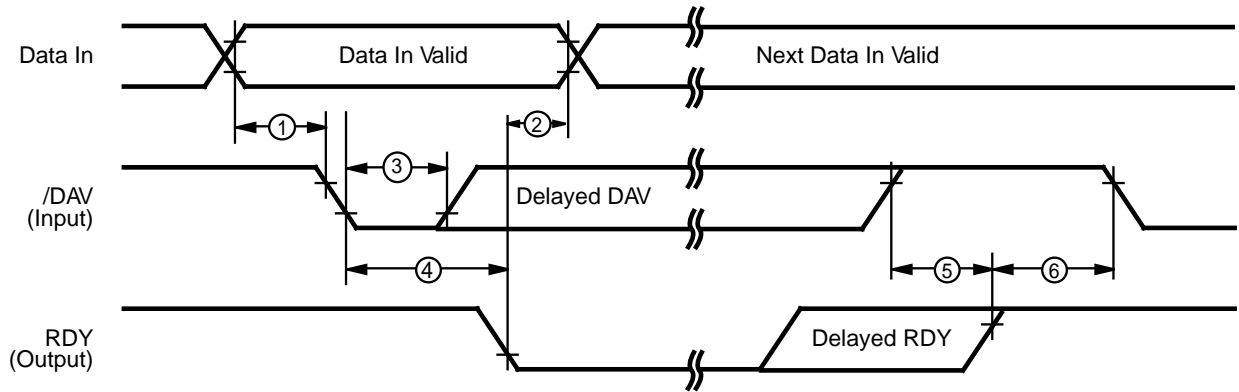 Data In
Data In Valid
Next Data In Valid
1
2
3
/DAV
(Input)
Delayed DAV
4
5
6
RDY
(Output)
Delayed RDY